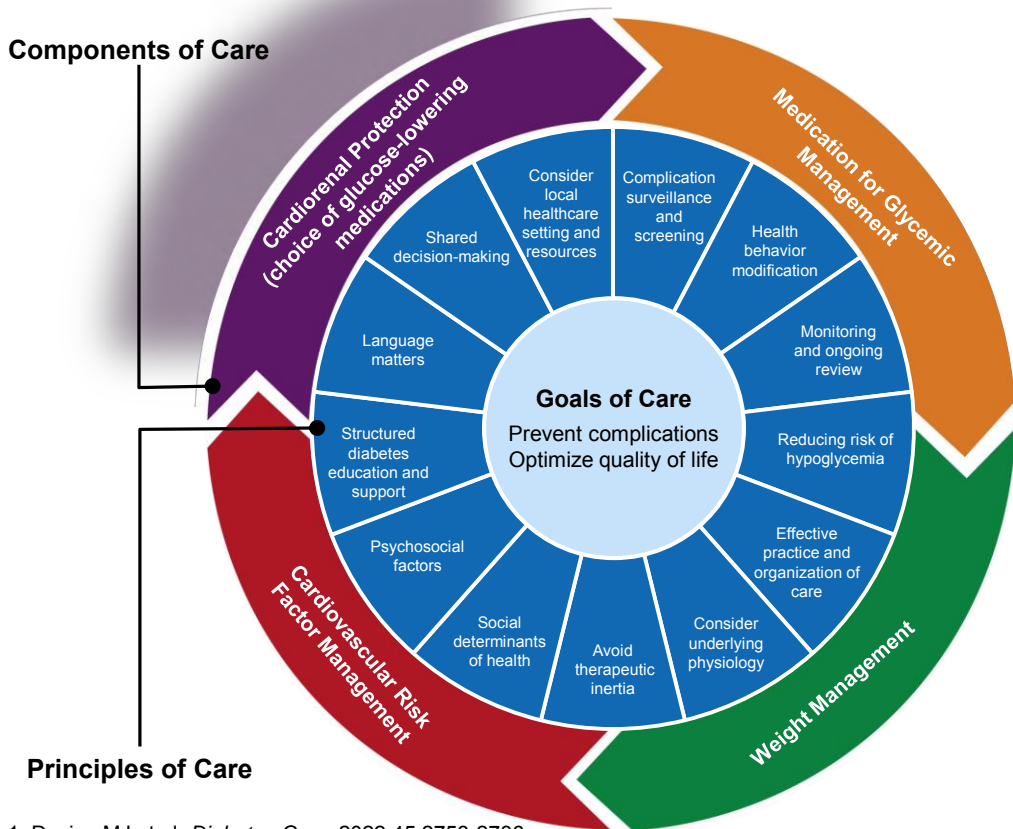 Components of Care
Cardiorenal Protection
(choice of glucose-lowering
medications)
Medication for Glycemic
Management
Consider
local
healthcare
setting and
resources
Complication
surveillance
and
screening
Health
behavior
modification
Monitoring
and ongoing
review
Reducing risk of
hypoglycemia
Effective
practice and
organization of
care
Consider
underlying
physiology
Avoid
therapeutic
inertia
Social
determinants
of health
Psychosocial
factors
Structured
diabetes
education and
support
Language
matters
Shared
decision-making
Goals of Care
Prevent complications
Optimize quality of life
Weight Management
Cardiovascular Risk
Factor Management
Principles of Care